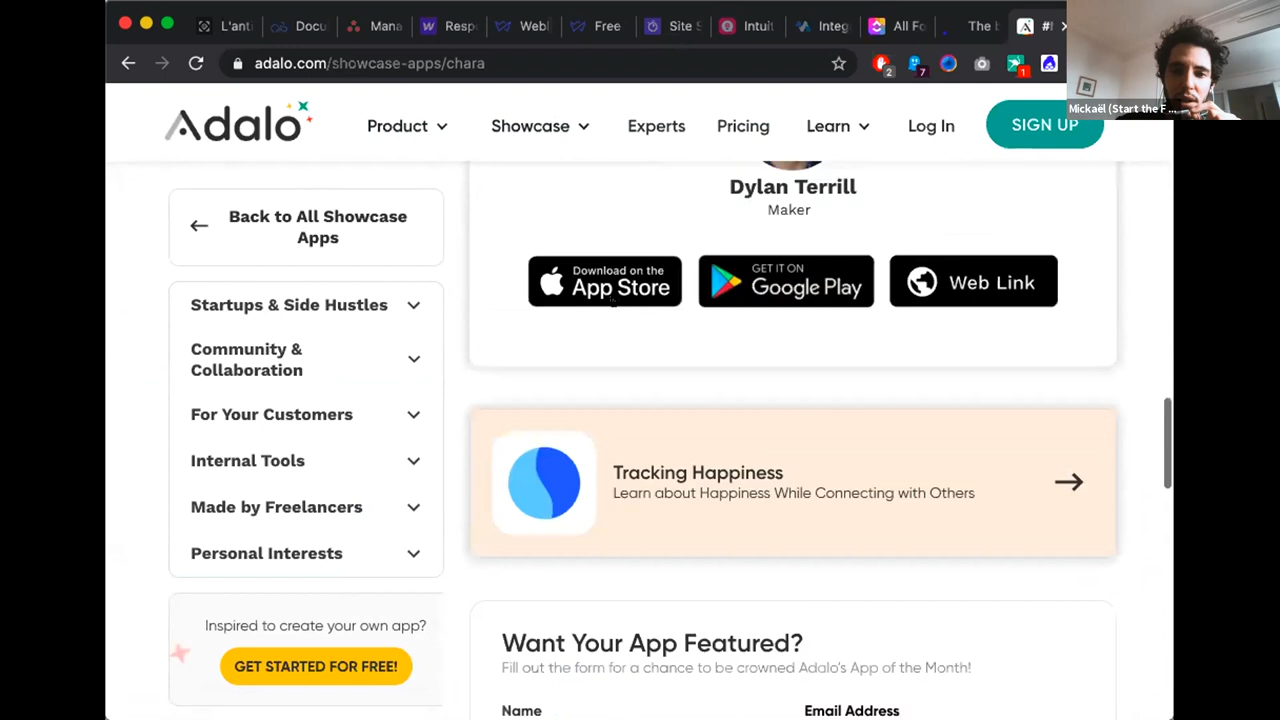 L'anti
Docu
Mana
Resp
Webl
Free
Site S
Intuit
Integ
All Fo
The b
#
adalo.com/showcase-apps/chara
2
7
1
Mickaël (Start the F ...
Adalo
Product
Showcase
Experts
Pricing
Learn
Log In
SIGN UP
Back to All Showcase
Apps
Startups & Side Hustles
Community &
Collaboration
For Your Customers
Internal Tools
Made by Freelancers
Personal Interests
Inspired to create your own app?
GET STARTED FOR FREE!
Dylan Terrill
Maker
Download on the
App Store
GET IT ON
Google Play
Web Link
Tracking Happiness
Learn about Happiness While Connecting with Others
Want Your App Featured?
Fill out the form for a chance to be crowned Adalo's App of the Month!
Name
Email Address